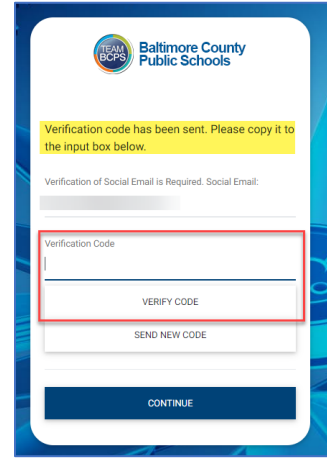 TEAM
BCPS
Baltimore County
Public Schools
Verification code has been sent. Please copy it to
the input box below.
Verification of Social Email is Required. Social Email:
Verification Code
VERIFY CODE
SEND NEW CODE
CONTINUE